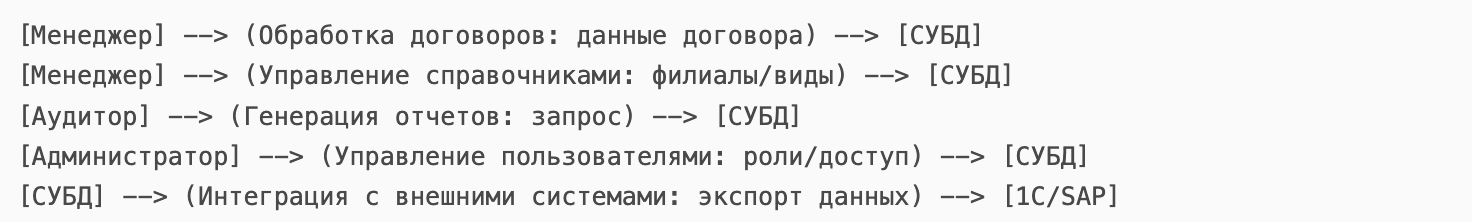 [Менеджер] --> (Обработка договоров: данные договора) --> [СУБД]
[Менеджер] --> (Управление справочниками: филиалы/виды) --> [СУБД]
[Аудитор] --> (Генерация отчетов: запрос) --> [СУБД]
[Администратор] --> (Управление пользователями: роли/доступ) --> [СУБД]
[СУБД] --> (Интеграция с внешними системами: экспорт данных) --> [1С/SAP]